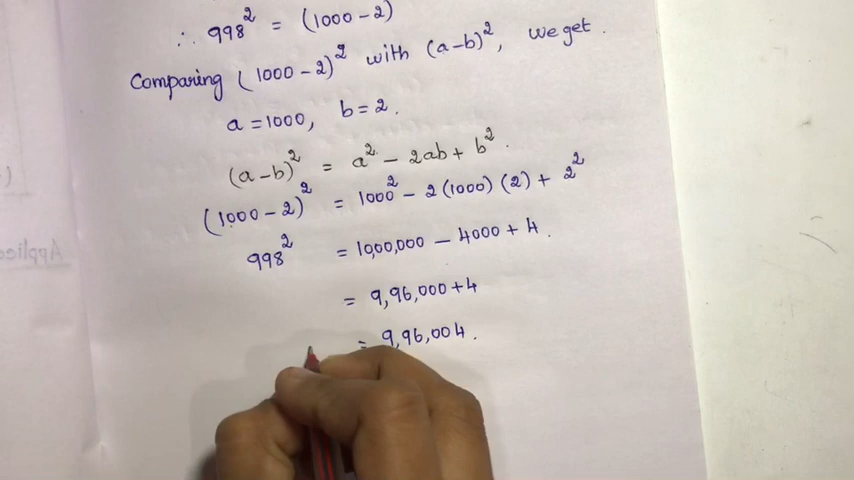 ∴ 998² = (1000 – 2)
Comparing (1000 – 2)² with (a–b)², we get.
a = 1000, b = 2.
(a–b)² = a² – 2ab + b².
(1000 – 2)² = 1000² – 2(1000)(2) + 2²
998² = 10,00,000 – 4000 + 4.
= 9,96,000 + 4
= 9,96,004.